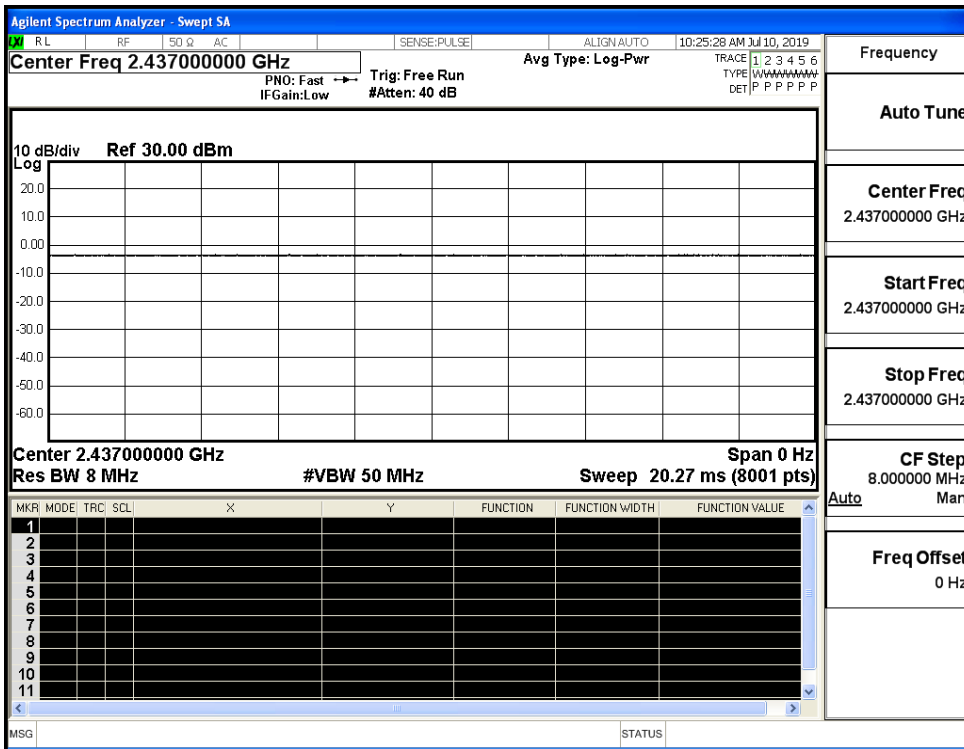 Agilent Spectrum Analyzer - Swept SA
LXI RL RF 50 Ω AC SENSE:PULSE ALIGN AUTO 10:25:28 AM Jul 10, 2019
Center Freq 2.437000000 GHz Avg Type: Log-Pwr TRACE 1 2 3 4 5 6
PNO: Fast Trig: Free Run TYPE WWWWWW
IFGain:Low #Atten: 40 dB DET P P P P P P
10 dB/div Ref 30.00 dBm
Log
20.0
10.0
0.00
-10.0
-20.0
-30.0
-40.0
-50.0
-60.0
Center 2.437000000 GHz Span 0 Hz
Res BW 8 MHz #VBW 50 MHz Sweep 20.27 ms (8001 pts)
MKR MODE TRC SCL X Y FUNCTION FUNCTION WIDTH FUNCTION VALUE
1
2
3
4
5
6
7
8
9
10
11
MSG STATUS
Frequency
Auto Tune
Center Freq
2.437000000 GHz
Start Freq
2.437000000 GHz
Stop Freq
2.437000000 GHz
CF Step
8.000000 MHz
Auto Man
Freq Offset
0 Hz